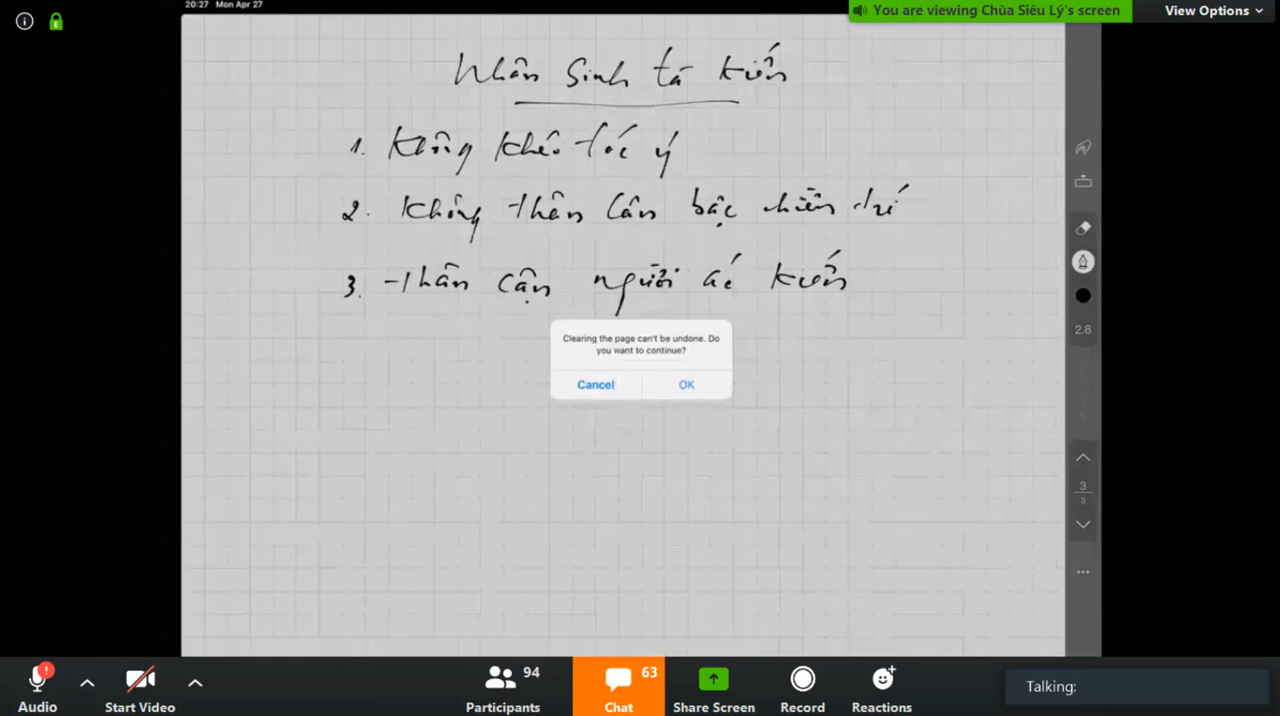 20:27 Mon Apr 27
You are viewing Chùa Siêu Lý's screen
View Options
Nhân sinh tà kiến
1. Không khéo tác ý
2. Không thân cận bậc hiền trí
3. Thân cận người ác kiến
Clearing the page can't be undone. Do
you want to continue?
Cancel
OK
2.8
3
3
Audio
Start Video
Participants
94
Chat
63
Share Screen
Record
Reactions
Talking: